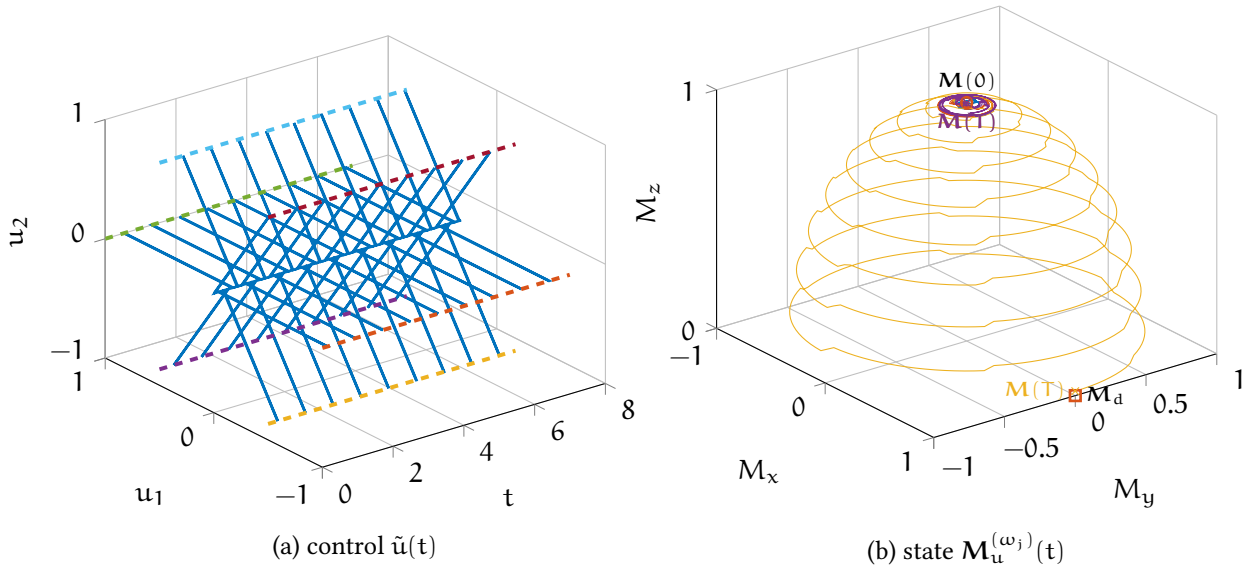 1
0
−1
u₂
1
0
−1
u₁
0
2
4
6
8
t
(a) control ũ(t)
1
0
M_z
−1
0
1
M_x
−1
−0.5
0
0.5
1
M_y
M(0)
M(T)
M(T)
M_d
(b) state M_u^(ω_j)(t)